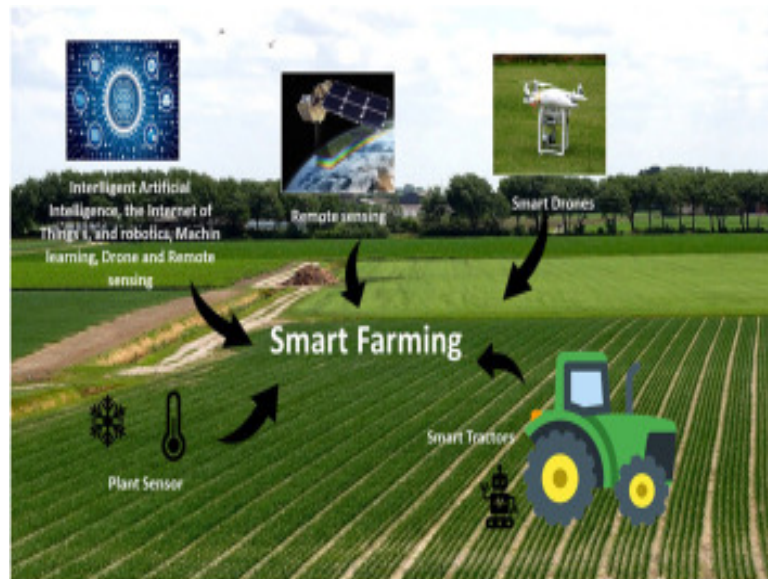 Interlligent Artificial
Intelligence, the Internet of
Things s, and robotics, Machin
learning, Drone and Remote
sensing
Remote sensing
Smart Drones
Smart Farming
Smart Tractors
Plant Sensor